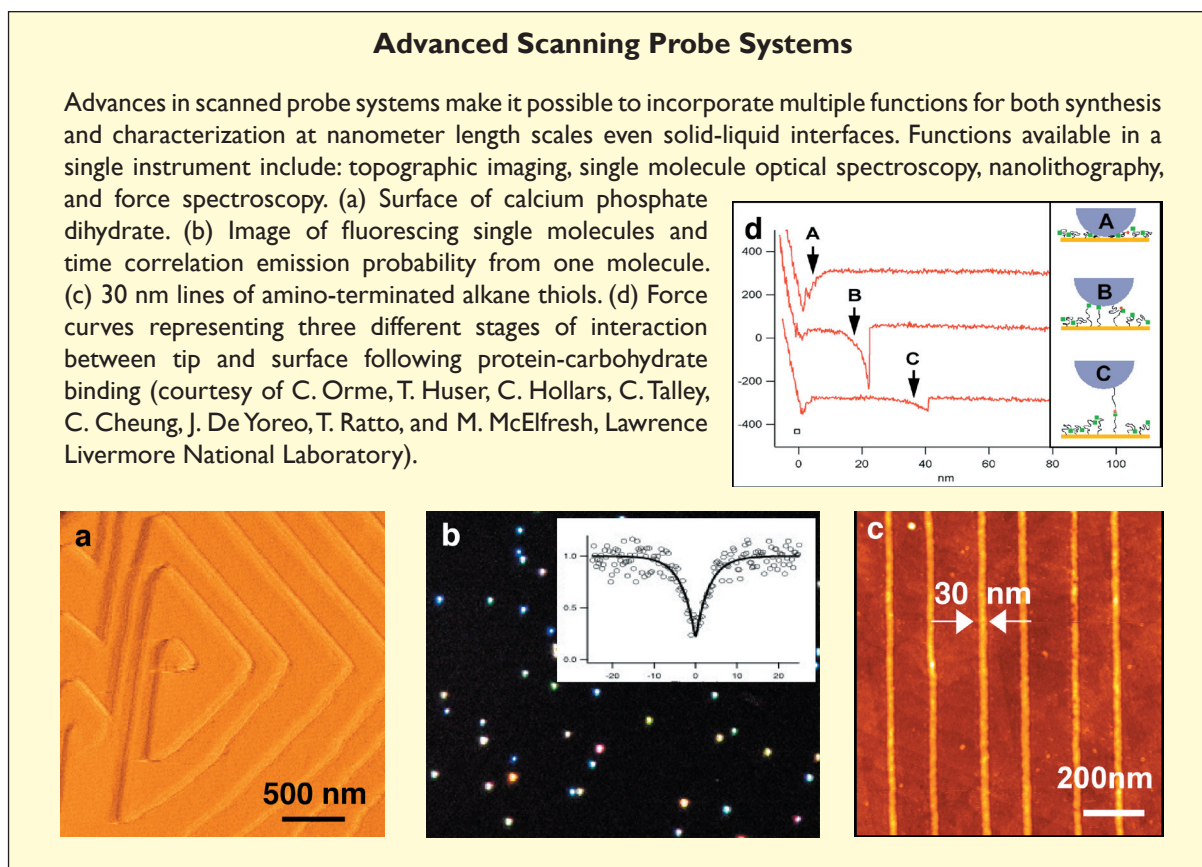 Advanced Scanning Probe Systems
Advances in scanned probe systems make it possible to incorporate multiple functions for both synthesis
and characterization at nanometer length scales even solid-liquid interfaces. Functions available in a
single instrument include: topographic imaging, single molecule optical spectroscopy, nanolithography,
and force spectroscopy. (a) Surface of calcium phosphate
dihydrate. (b) Image of fluorescing single molecules and
time correlation emission probability from one molecule.
(c) 30 nm lines of amino-terminated alkane thiols. (d) Force
curves representing three different stages of interaction
between tip and surface following protein-carbohydrate
binding (courtesy of C. Orme, T. Huser, C. Hollars, C. Talley,
C. Cheung, J. De Yoreo, T. Ratto, and M. McElfresh, Lawrence
Livermore National Laboratory).
d
400
200
0
-200
-400
A
B
C
0 20 40 60 80 100
nm
A
B
C
a
500 nm
b
1.0
0.5
0.0
-20 -10 0 10 20
c
30 nm
200nm